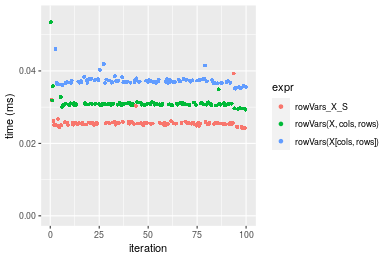 0.04
0.02
0.00
time (ms)
0
25
50
75
100
iteration
expr
rowVars_X_S
rowVars(X, cols, rows)
rowVars(X[cols, rows])